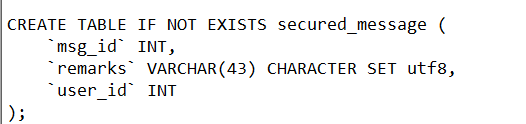 CREATE TABLE IF NOT EXISTS secured_message (
    `msg_id` INT,
    `remarks` VARCHAR(43) CHARACTER SET utf8,
    `user_id` INT
);